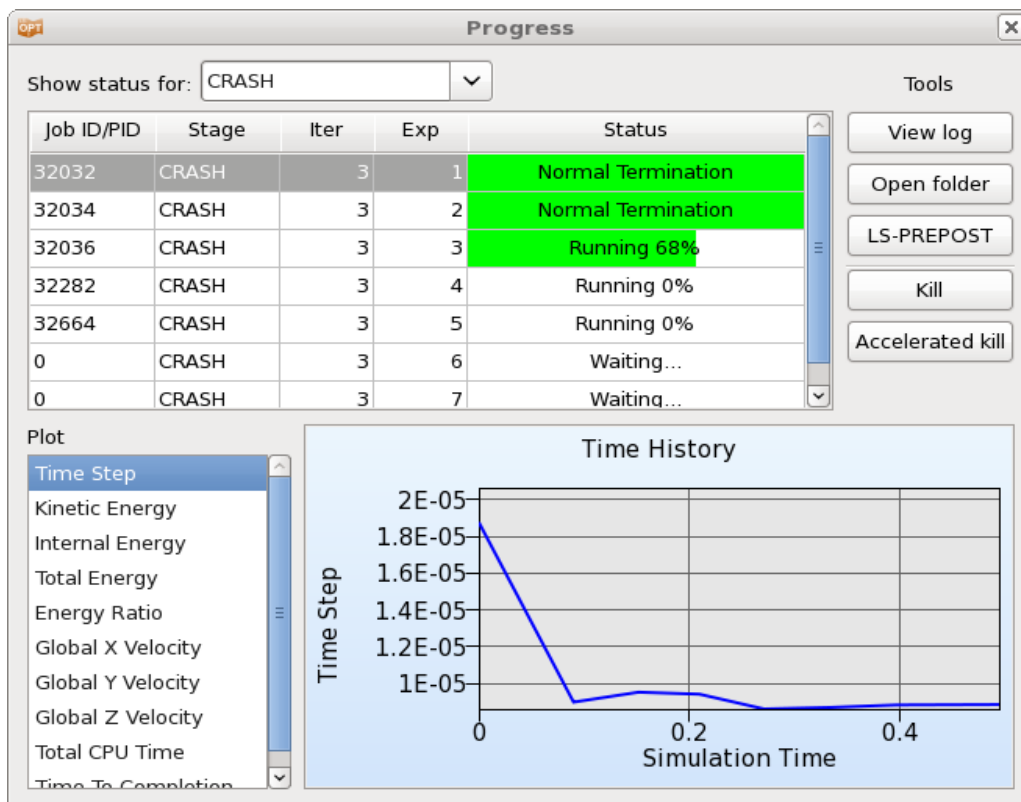 OPT
Progress
Show status for: CRASH
Tools
Job ID/PID Stage Iter Exp Status
32032 CRASH 3 1 Normal Termination
32034 CRASH 3 2 Normal Termination
32036 CRASH 3 3 Running 68%
32282 CRASH 3 4 Running 0%
32664 CRASH 3 5 Running 0%
0 CRASH 3 6 Waiting...
0 CRASH 3 7 Waiting...
View log
Open folder
LS-PREPOST
Kill
Accelerated kill
Plot
Time Step
Kinetic Energy
Internal Energy
Total Energy
Energy Ratio
Global X Velocity
Global Y Velocity
Global Z Velocity
Total CPU Time
Time To Completion
Time History
Time Step
2E-05
1.8E-05
1.6E-05
1.4E-05
1.2E-05
1E-05
0 0.2 0.4
Simulation Time